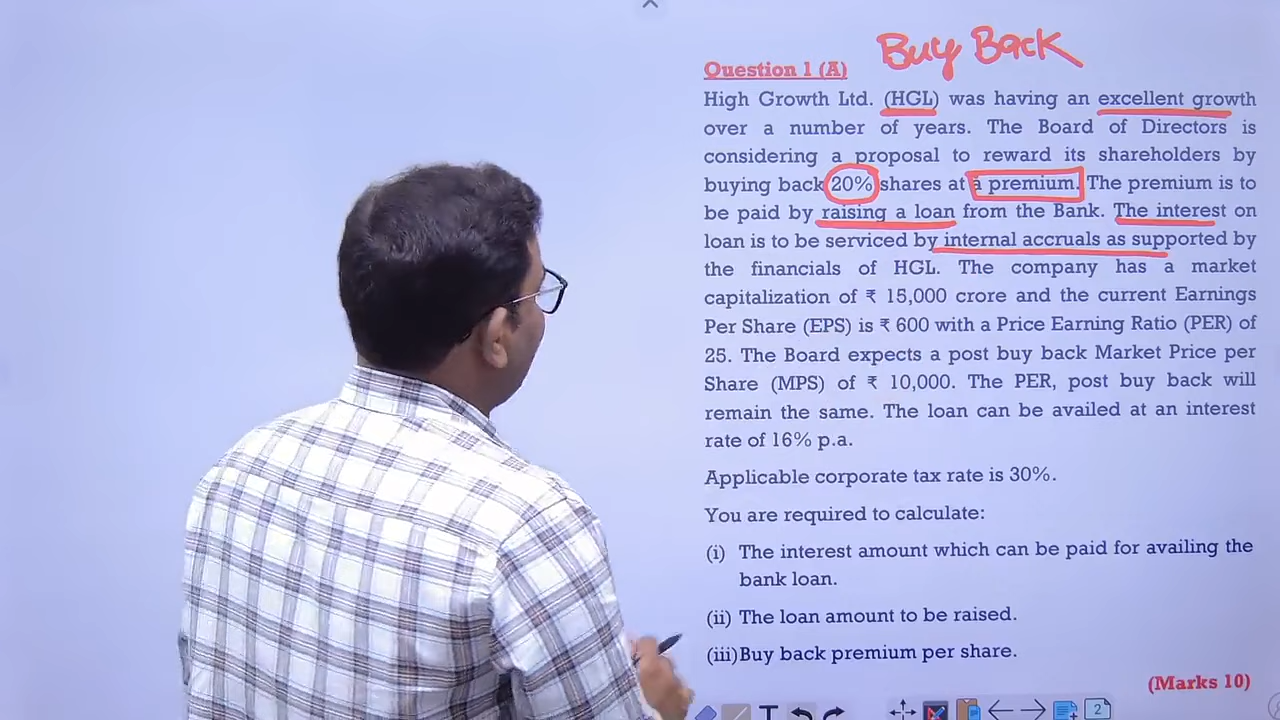 Buy Back
Question 1 (A)
High Growth Ltd. (HGL) was having an excellent growth
over a number of years. The Board of Directors is
considering a proposal to reward its shareholders by
buying back 20% shares at a premium. The premium is to
be paid by raising a loan from the Bank. The interest on
loan is to be serviced by internal accruals as supported by
the financials of HGL. The company has a market
capitalization of ₹ 15,000 crore and the current Earnings
Per Share (EPS) is ₹ 600 with a Price Earning Ratio (PER) of
25. The Board expects a post buy back Market Price per
Share (MPS) of ₹ 10,000. The PER, post buy back will
remain the same. The loan can be availed at an interest
rate of 16% p.a.
Applicable corporate tax rate is 30%.
You are required to calculate:
(i) The interest amount which can be paid for availing the
bank loan.
(ii) The loan amount to be raised.
(iii)Buy back premium per share.
(Marks 10)
T
2